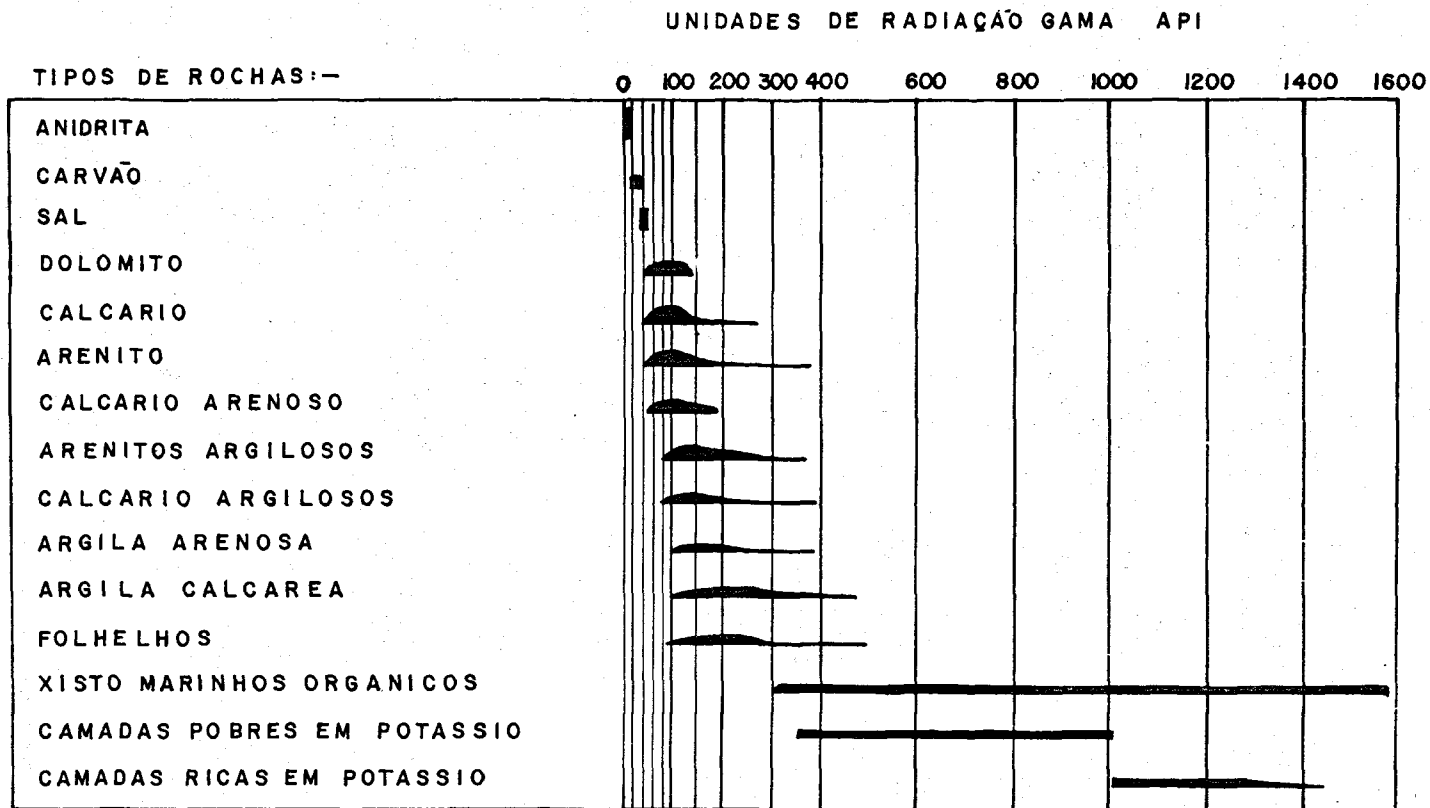 UNIDADES DE RADIAÇÃO GAMA API
TIPOS DE ROCHAS:— 0 100 200 300 400 600 800 1000 1200 1400 1600
ANIDRITA
CARVÃO
SAL
DOLOMITO
CALCARIO
ARENITO
CALCARIO ARENOSO
ARENITOS ARGILOSOS
CALCARIO ARGILOSOS
ARGILA ARENOSA
ARGILA CALCAREA
FOLHELHOS
XISTO MARINHOS ORGANICOS
CAMADAS POBRES EM POTASSIO
CAMADAS RICAS EM POTASSIO